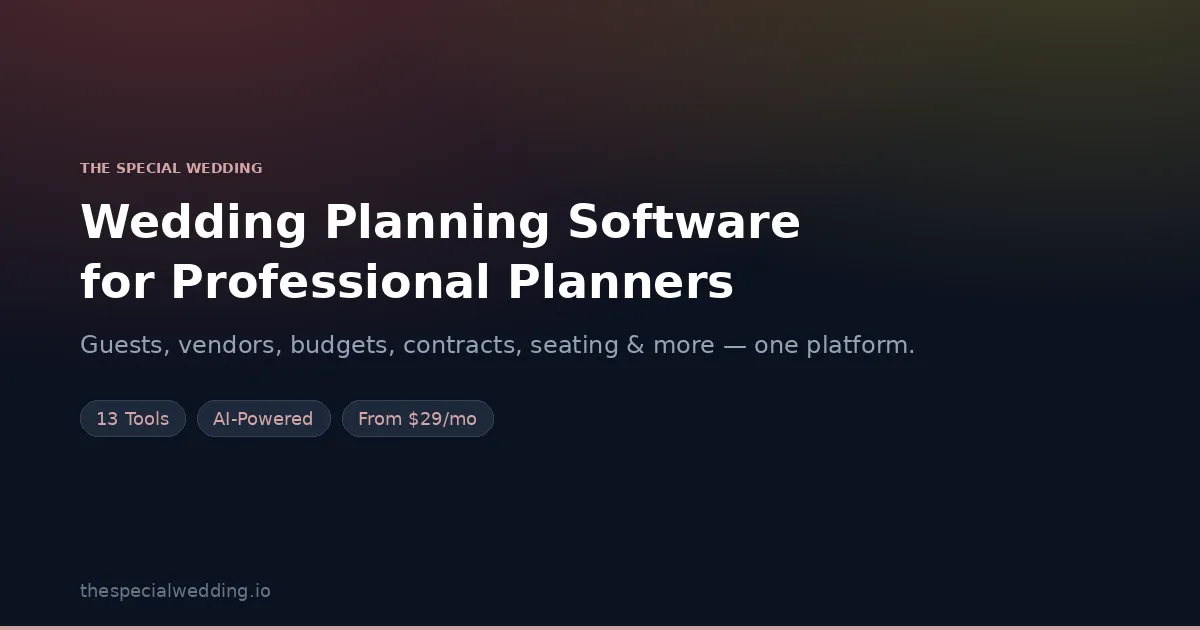 THE SPECIAL WEDDING
Wedding Planning Software
for Professional Planners
Guests, vendors, budgets, contracts, seating & more — one platform.
13 Tools
AI-Powered
From $29/mo
thespecialwedding.io